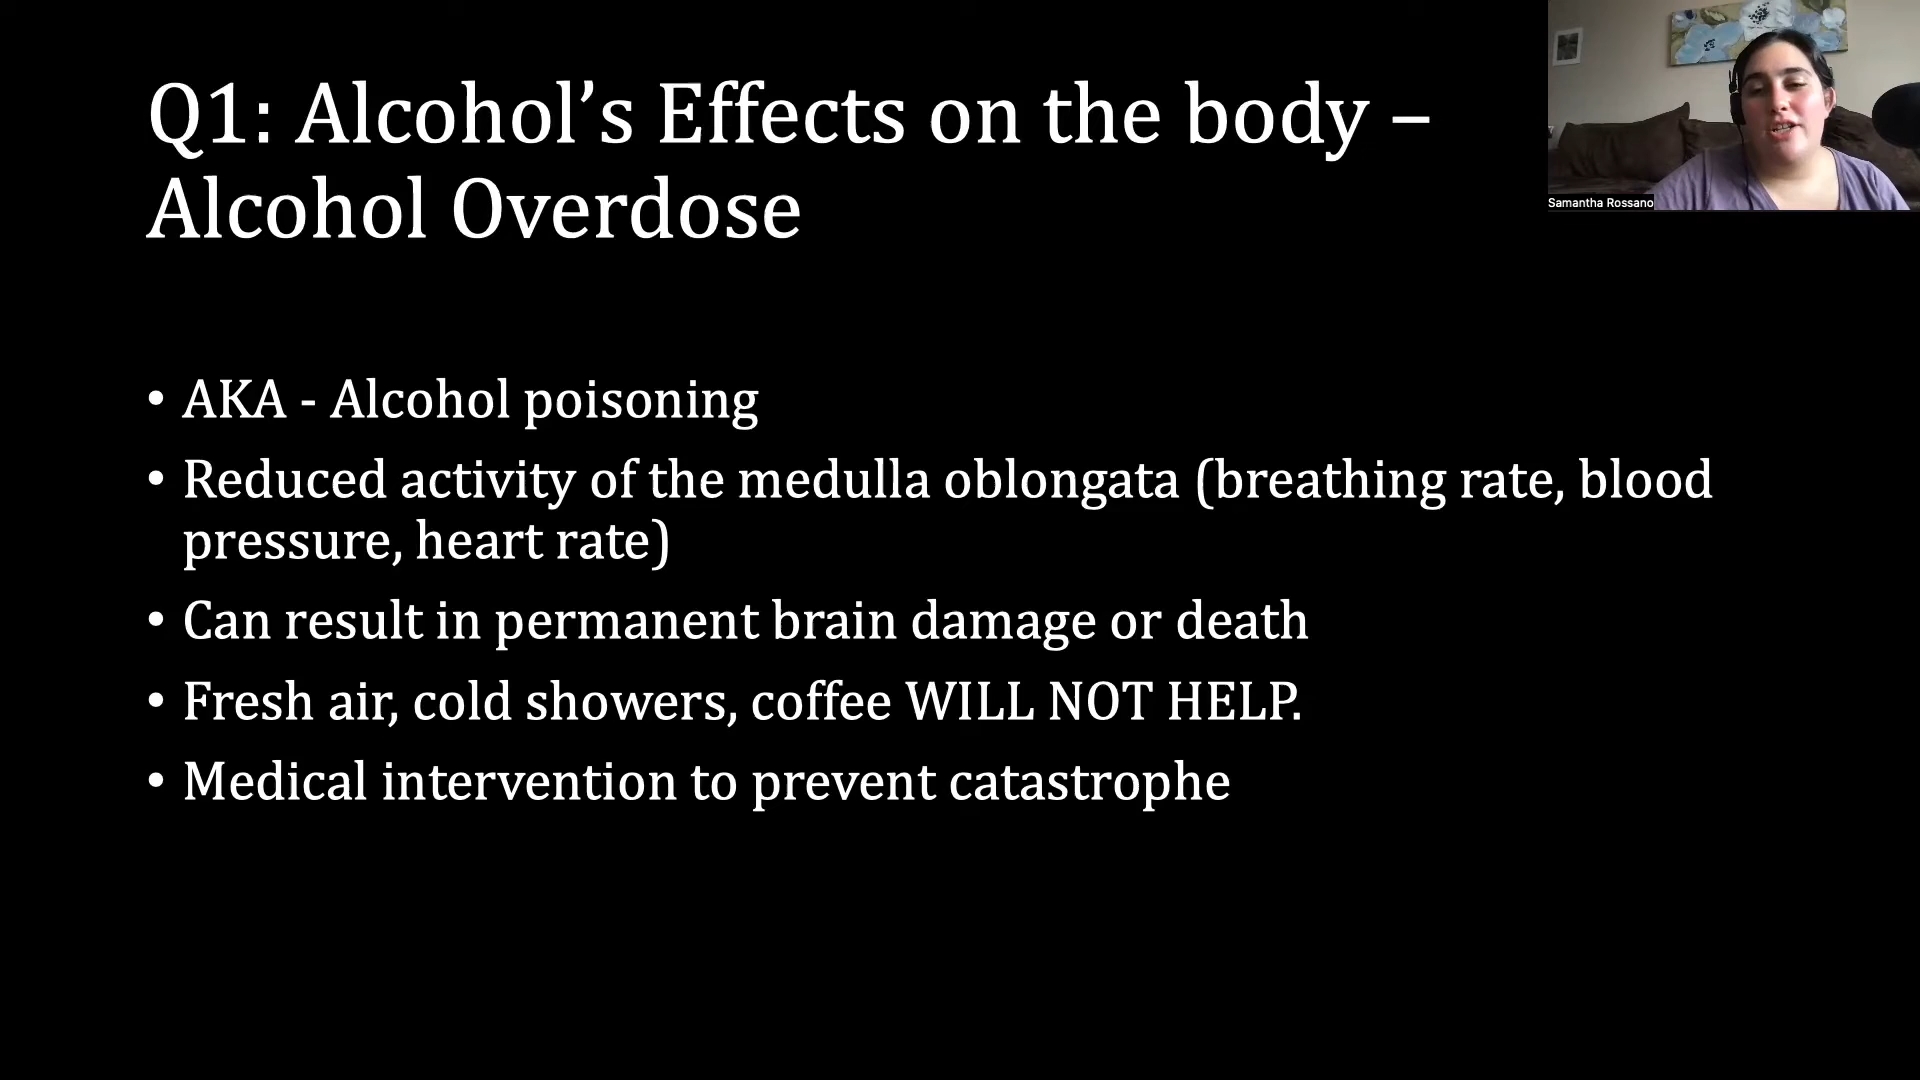 Q1: Alcohol’s Effects on the body –
Alcohol Overdose
Samantha Rossano
• AKA - Alcohol poisoning
• Reduced activity of the medulla oblongata (breathing rate, blood
pressure, heart rate)
• Can result in permanent brain damage or death
• Fresh air, cold showers, coffee WILL NOT HELP.
• Medical intervention to prevent catastrophe